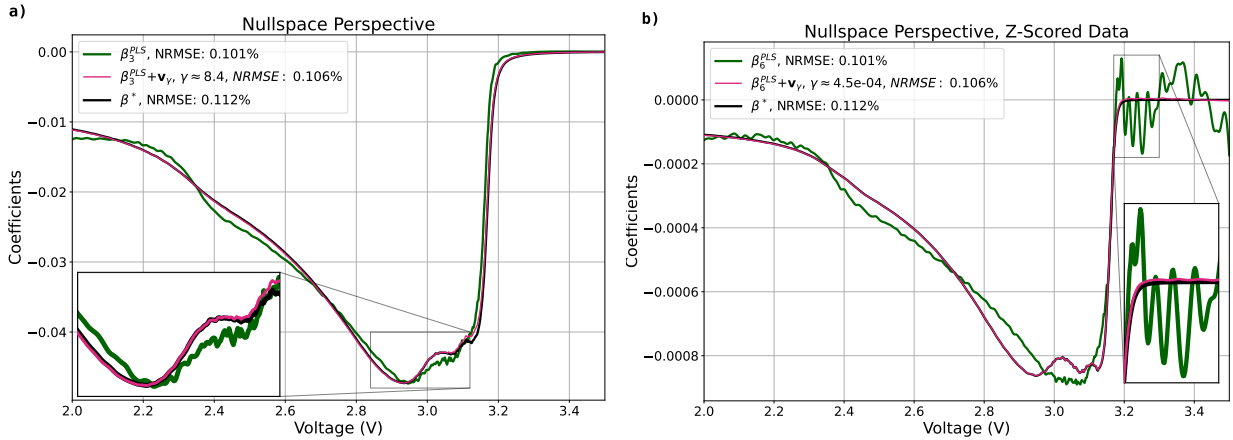 a)
Nullspace Perspective
β₃^PLS, NRMSE: 0.101%
β₃^PLS+v_γ, γ ≈ 8.4, NRMSE: 0.106%
β*, NRMSE: 0.112%
Coefficients
0.00
−0.01
−0.02
−0.03
−0.04
2.0 2.2 2.4 2.6 2.8 3.0 3.2 3.4
Voltage (V)
b)
Nullspace Perspective, Z-Scored Data
β₆^PLS, NRMSE: 0.101%
β₆^PLS+v_γ, γ ≈ 4.5e-04, NRMSE: 0.106%
β*, NRMSE: 0.112%
Coefficients
0.0000
−0.0002
−0.0004
−0.0006
−0.0008
2.0 2.2 2.4 2.6 2.8 3.0 3.2 3.4
Voltage (V)